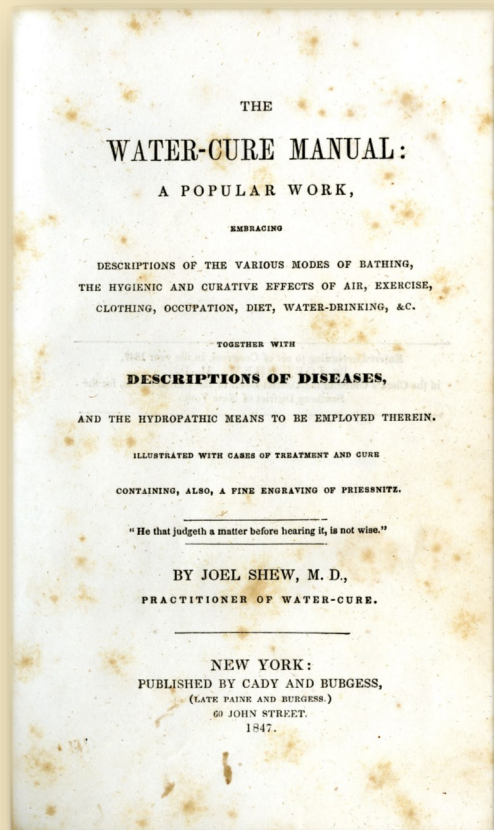 THE
WATER-CURE MANUAL:
A POPULAR WORK,
EMBRACING
DESCRIPTIONS OF THE VARIOUS MODES OF BATHING,
THE HYGIENIC AND CURATIVE EFFECTS OF AIR, EXERCISE,
CLOTHING, OCCUPATION, DIET, WATER-DRINKING, &C.
TOGETHER WITH
DESCRIPTIONS OF DISEASES,
AND THE HYDROPATHIC MEANS TO BE EMPLOYED THEREIN.
ILLUSTRATED WITH CASES OF TREATMENT AND CURE
CONTAINING, ALSO, A FINE ENGRAVING OF PRIESSNITZ.
"He that judgeth a matter before hearing it, is not wise."
BY JOEL SHEW, M. D.,
PRACTITIONER OF WATER-CURE.
NEW YORK:
PUBLISHED BY CADY AND BURGESS,
(LATE PAINE AND BURGESS.)
60 JOHN STREET.
1847.